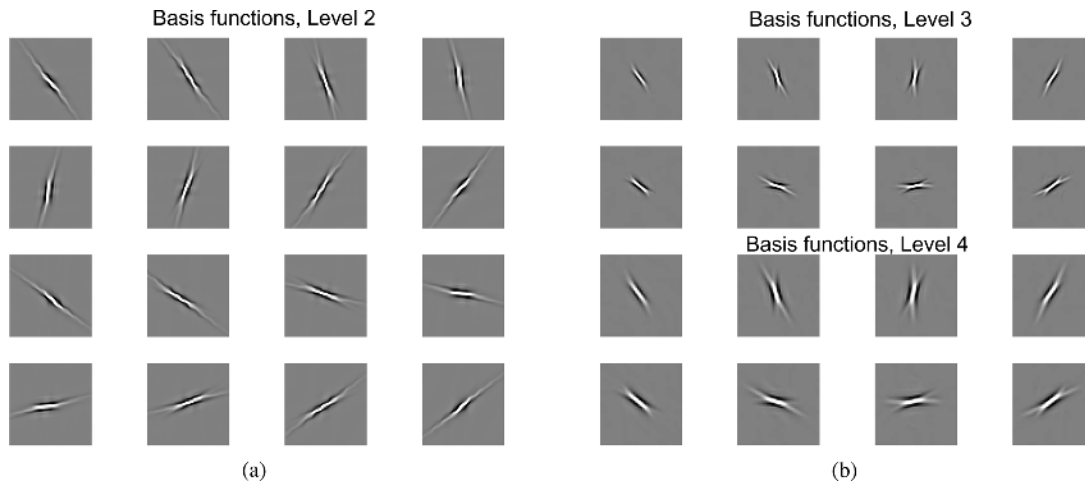 Basis functions, Level 2
(a)
Basis functions, Level 3
Basis functions, Level 4
(b)